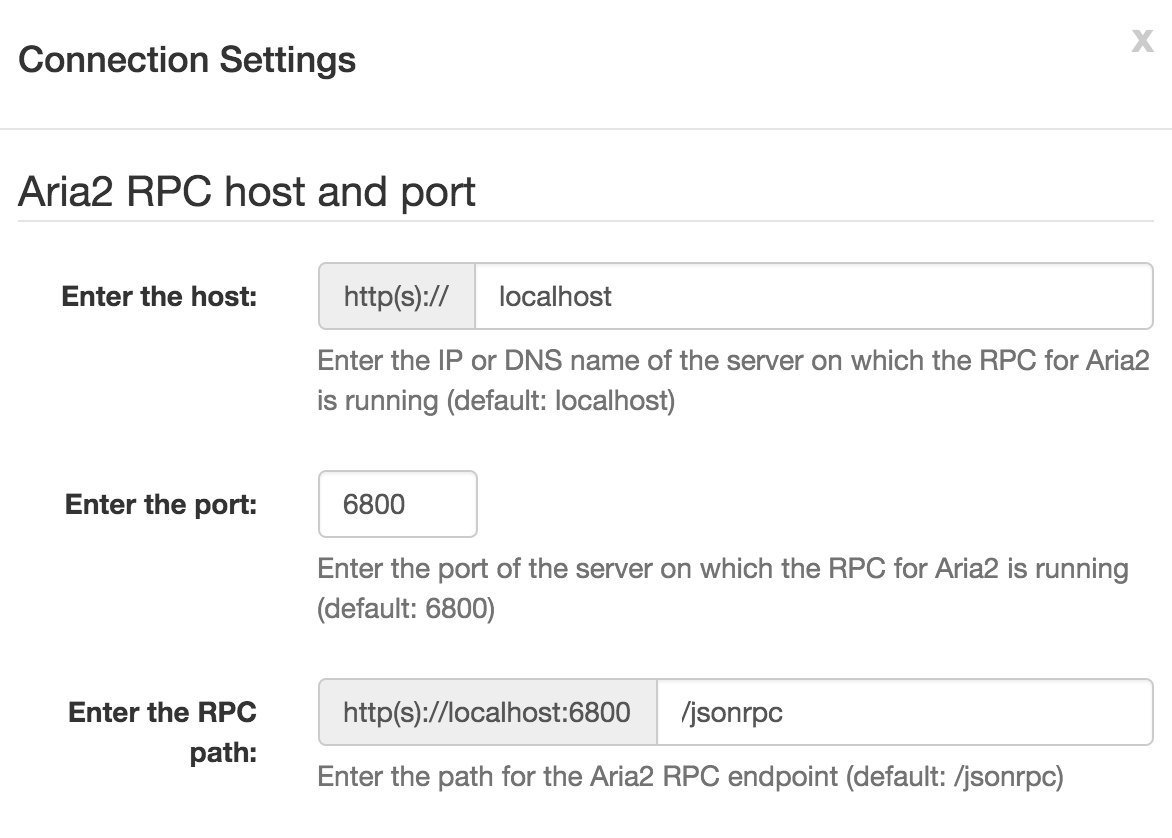 Connection Settings
x
Aria2 RPC host and port
Enter the host:
http(s)://
localhost
Enter the IP or DNS name of the server on which the RPC for Aria2
is running (default: localhost)
Enter the port:
6800
Enter the port of the server on which the RPC for Aria2 is running
(default: 6800)
Enter the RPC
path:
http(s)://localhost:6800
/jsonrpc
Enter the path for the Aria2 RPC endpoint (default: /jsonrpc)